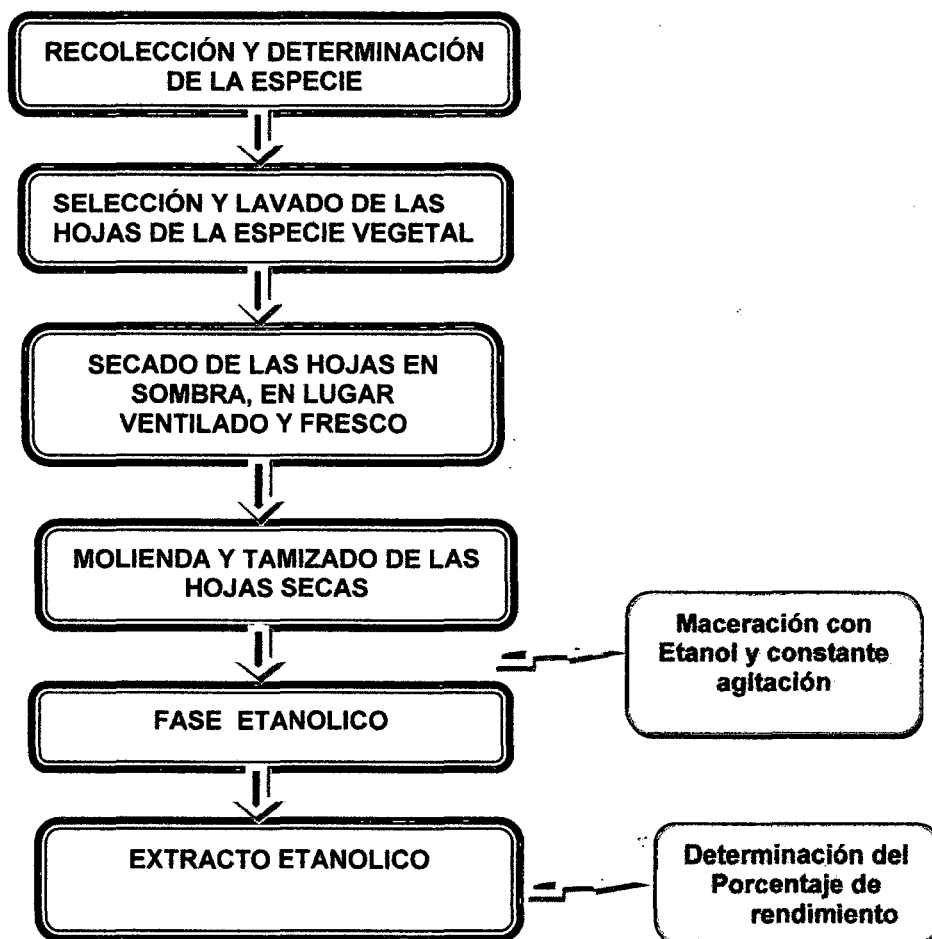 RECOLECCIÓN Y DETERMINACIÓN
DE LA ESPECIE
SELECCIÓN Y LAVADO DE LAS
HOJAS DE LA ESPECIE VEGETAL
SECADO DE LAS HOJAS EN
SOMBRA, EN LUGAR
VENTILADO Y FRESCO
MOLIENDA Y TAMIZADO DE LAS
HOJAS SECAS
Maceración con
Etanol y constante
agitación
FASE ETANOLICO
EXTRACTO ETANOLICO
Determinación del
Porcentaje de
rendimiento